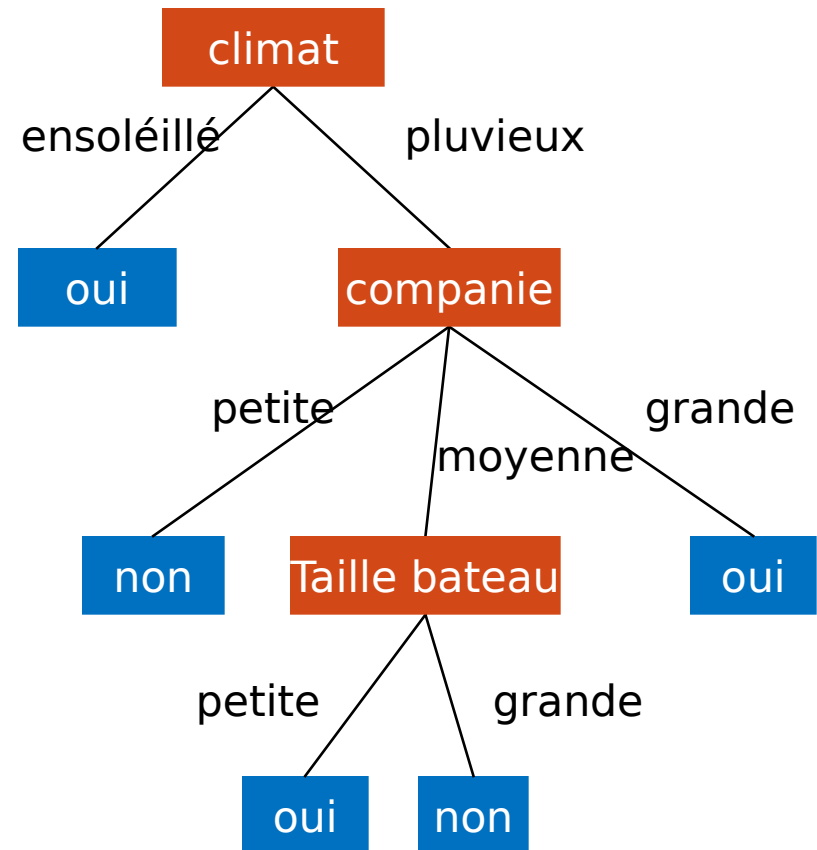 climat
ensoléillé
pluvieux
oui
companie
petite
grande
moyenne
non
Taille bateau
oui
petite
grande
oui
non